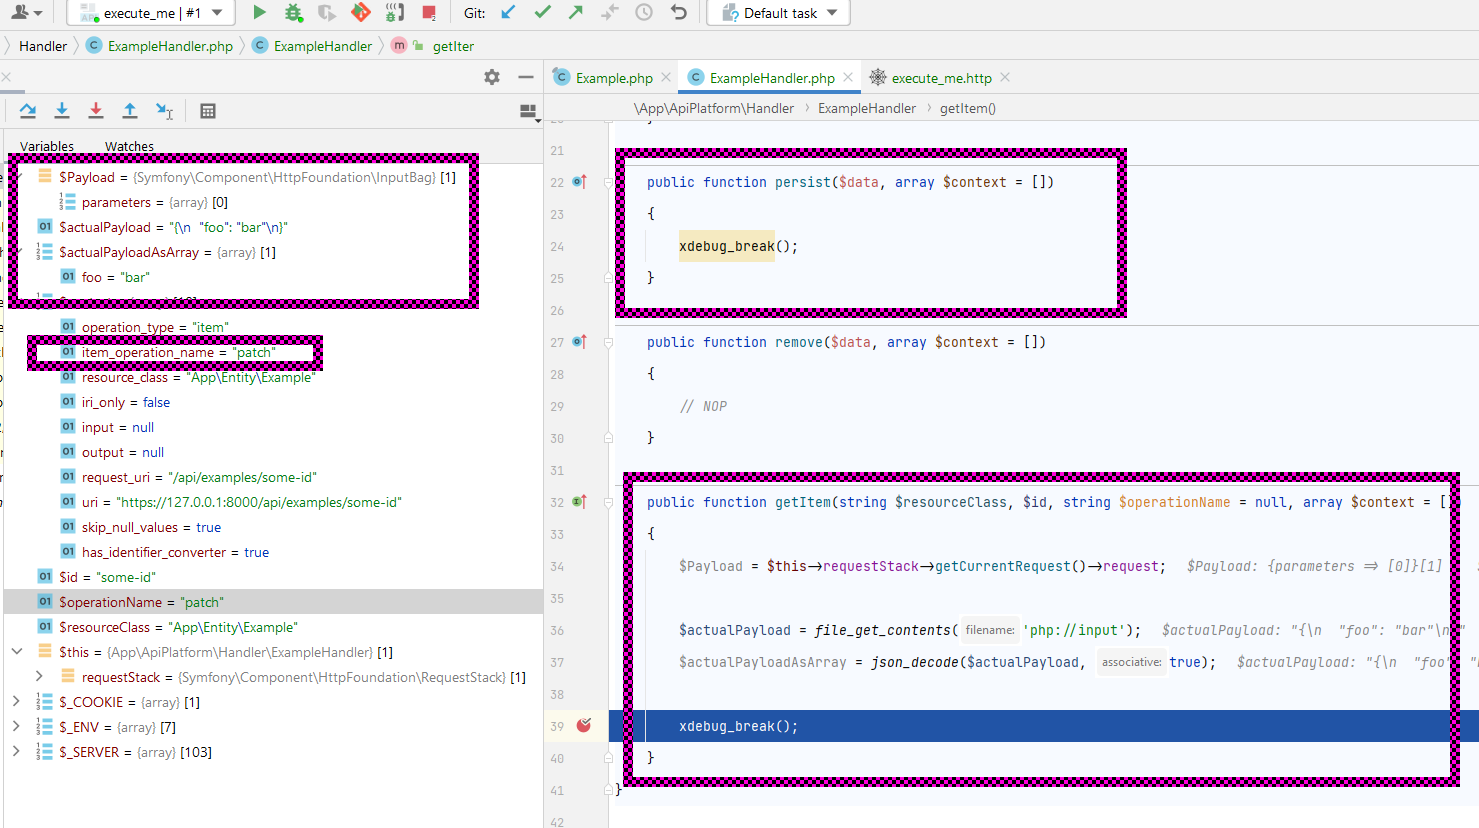 execute_me | #1
Git:
Default task
Handler
ExampleHandler.php
ExampleHandler
m
getIter
Variables
Watches
$Payload = {Symfony\Component\HttpFoundation\InputBag} [1]
parameters = {array} [0]
$actualPayload = "{\n  "foo": "bar"\n}"
$actualPayloadAsArray = {array} [1]
foo = "bar"
operation_type = "item"
item_operation_name = "patch"
resource_class = "App\Entity\Example"
iri_only = false
input = null
output = null
request_uri = "/api/examples/some-id"
uri = "https://127.0.0.1:8000/api/examples/some-id"
skip_null_values = true
has_identifier_converter = true
$id = "some-id"
$operationName = "patch"
$resourceClass = "App\Entity\Example"
$this = {App\ApiPlatform\Handler\ExampleHandler} [1]
requestStack = {Symfony\Component\HttpFoundation\RequestStack} [1]
$_COOKIE = {array} [1]
$_ENV = {array} [7]
$_SERVER = {array} [103]
Example.php
ExampleHandler.php
execute_me.http
\App\ApiPlatform\Handler
ExampleHandler
getItem()
21
22 public function persist($data, array $context = [])
23 {
24 xdebug_break();
25 }
26
27 public function remove($data, array $context = [])
28 {
29 // NOP
30 }
31
32 public function getItem(string $resourceClass, $id, string $operationName = null, array $context = [
33 {
34 $Payload = $this->requestStack->getCurrentRequest()->request; $Payload: {parameters => [0]}[1]
35
36 $actualPayload = file_get_contents( filename: 'php://input'); $actualPayload: "{\n  "foo": "bar"\n
37 $actualPayloadAsArray = json_decode($actualPayload, associative: true); $actualPayload: "{\n  "foo"
38
39 xdebug_break();
40 }
41 }
42